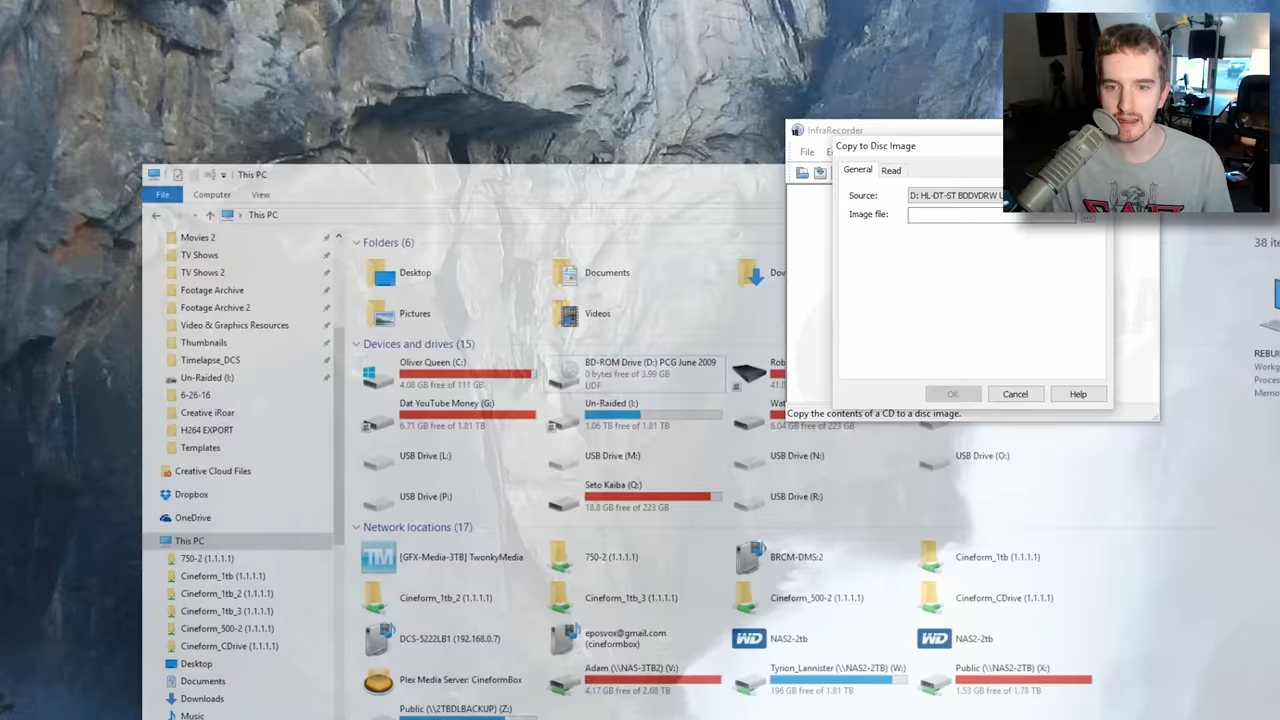 InfraRecorder
File
Copy to Disc Image
General
Read
Source:
D: HL-DT-ST BDDVDRW
Image file:
OK
Cancel
Help
Copy the contents of a CD to a disc image.
This PC
File
Computer
View
This PC
Movies 2
TV Shows
TV Shows 2
Footage Archive
Footage Archive 2
Video & Graphics Resources
Thumbnails
Timelapse_DCS
Un-Raided (I:)
6-26-16
Creative iRoar
H264 EXPORT
Templates
Creative Cloud Files
Dropbox
OneDrive
This PC
750-2 (1.1.1.1)
Cineform_1tb (1.1.1.1)
Cineform_1tb_2 (1.1.1.1)
Cineform_1tb_3 (1.1.1.1)
Cineform_500-2 (1.1.1.1)
Cineform_CDrive (1.1.1.1)
Desktop
Documents
Downloads
Music
Folders (6)
Desktop
Documents
Dow
Pictures
Videos
Devices and drives (15)
Oliver Queen (C:)
4.08 GB free of 111 GB
BD-ROM Drive (D:) PCG June 2009
0 bytes free of 3.99 GB
UDF
Rob
41.0
Dat YouTube Money (G:)
6.71 GB free of 1.81 TB
Un-Raided (I:)
1.06 TB free of 1.81 TB
Wat
6.04 GB free of 223 GB
USB Drive (L:)
USB Drive (M:)
USB Drive (N:)
USB Drive (O:)
USB Drive (P:)
Seto Kaiba (Q:)
18.8 GB free of 223 GB
USB Drive (R:)
Network locations (17)
[GFX-Media-3TB] TwonkyMedia
750-2 (1.1.1.1)
BRCM-DMS:2
Cineform_1tb (1.1.1.1)
Cineform_1tb_2 (1.1.1.1)
Cineform_1tb_3 (1.1.1.1)
Cineform_500-2 (1.1.1.1)
Cineform_CDrive (1.1.1.1)
DCS-5222LB1 (192.168.0.7)
eposvox@gmail.com
(cineformbox)
WD
NAS2-2tb
WD
NAS2-2tb
Plex Media Server: CineformBox
Adam (\\NAS-3TB2) (V:)
4.17 GB free of 2.68 TB
Tyrion_Lannister (\\NAS2-2TB) (W:)
196 GB free of 1.81 TB
Public (\\NAS2-2TB) (X:)
1.53 GB free of 1.78 TB
Public (\\2TBDLBACKUP) (Z:)
38 ite
REBUI
Workg
Proces
Memo